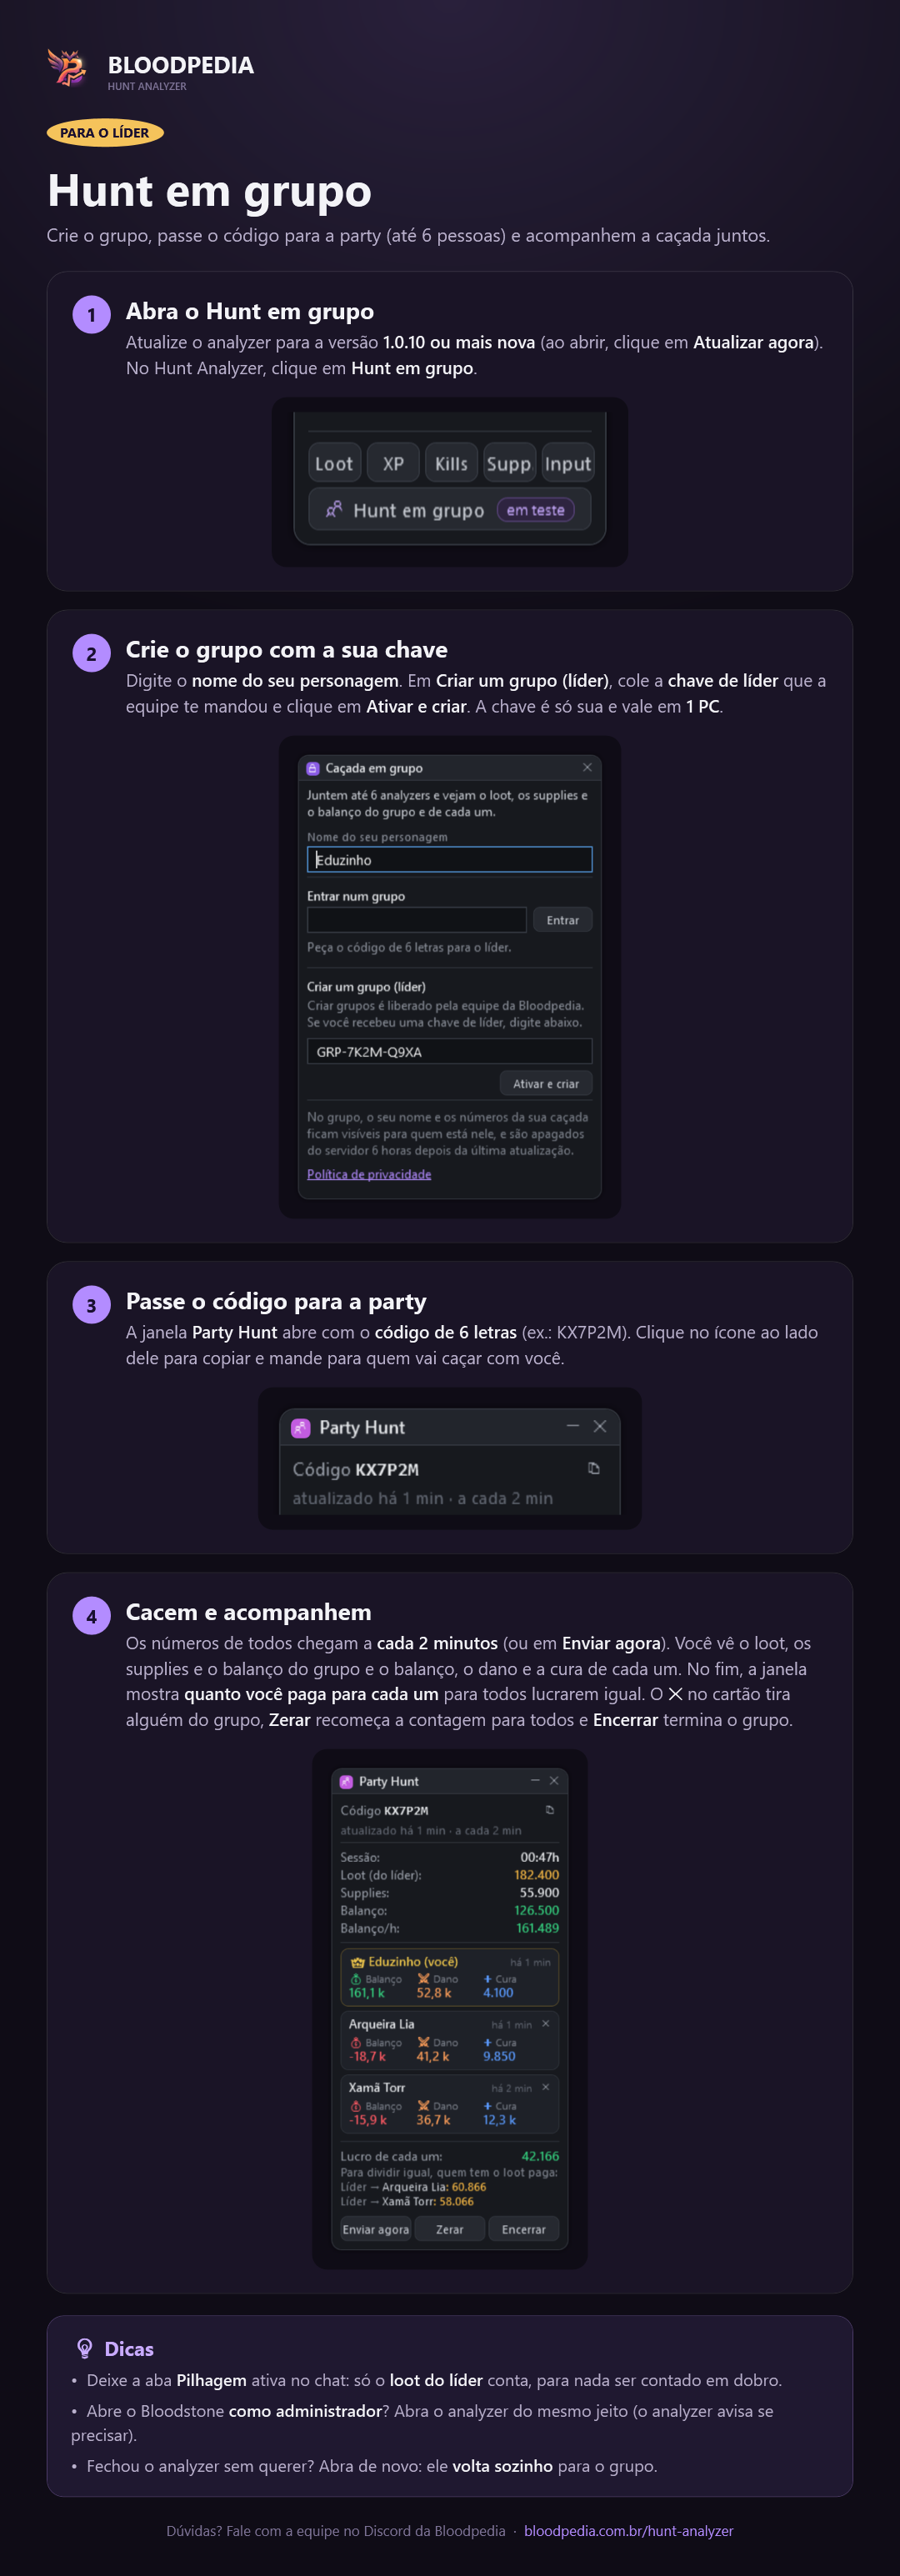 BLOODPEDIA
HUNT ANALYZER
PARA O LÍDER
Hunt em grupo
Crie o grupo, passe o código para a party (até 6 pessoas) e acompanhem a caçada juntos.
1
Abra o Hunt em grupo
Atualize o analyzer para a versão 1.0.10 ou mais nova (ao abrir, clique em Atualizar agora).
No Hunt Analyzer, clique em Hunt em grupo.
Loot XP Kills Supp Input
Hunt em grupo em teste
2
Crie o grupo com a sua chave
Digite o nome do seu personagem. Em Criar um grupo (líder), cole a chave de líder que a
equipe te mandou e clique em Ativar e criar. A chave é só sua e vale em 1 PC.
Caçada em grupo
Juntem até 6 analyzers e vejam o loot, os supplies e
o balanço do grupo e de cada um.
Nome do seu personagem
Eduzinho
Entrar num grupo
Entrar
Peça o código de 6 letras para o líder.
Criar um grupo (líder)
Criar grupos é liberado pela equipe da Bloodpedia.
Se você recebeu uma chave de líder, digite abaixo.
GRP-7K2M-Q9XA
Ativar e criar
No grupo, o seu nome e os números da sua caçada
ficam visíveis para quem está nele, e são apagados
do servidor 6 horas depois da última atualização.
Política de privacidade
3
Passe o código para a party
A janela Party Hunt abre com o código de 6 letras (ex.: KX7P2M). Clique no ícone ao lado
dele para copiar e mande para quem vai caçar com você.
Party Hunt
Código KX7P2M
atualizado há 1 min · a cada 2 min
4
Cacem e acompanhem
Os números de todos chegam a cada 2 minutos (ou em Enviar agora). Você vê o loot, os
supplies e o balanço do grupo e o balanço, o dano e a cura de cada um. No fim, a janela
mostra quanto você paga para cada um para todos lucrarem igual. O ✕ no cartão tira
alguém do grupo, Zerar recomeça a contagem para todos e Encerrar termina o grupo.
Party Hunt
Código KX7P2M
atualizado há 1 min · a cada 2 min
Sessão: 00:47h
Loot (do líder): 182.400
Supplies: 55.900
Balanço: 126.500
Balanço/h: 161.489
Eduzinho (você) há 1 min
Balanço Dano Cura
161,1 k 52,8 k 4.100
Arqueira Lia há 1 min
Balanço Dano Cura
-18,7 k 41,2 k 9.850
Xamã Torr há 2 min
Balanço Dano Cura
-15,9 k 36,7 k 12,3 k
Lucro de cada um: 42.166
Para dividir igual, quem tem o loot paga:
Líder → Arqueira Lia: 60.866
Líder → Xamã Torr: 58.066
Enviar agora Zerar Encerrar
Dicas
• Deixe a aba Pilhagem ativa no chat: só o loot do líder conta, para nada ser contado em dobro.
• Abre o Bloodstone como administrador? Abra o analyzer do mesmo jeito (o analyzer avisa se
precisar).
• Fechou o analyzer sem querer? Abra de novo: ele volta sozinho para o grupo.
Dúvidas? Fale com a equipe no Discord da Bloodpedia · bloodpedia.com.br/hunt-analyzer